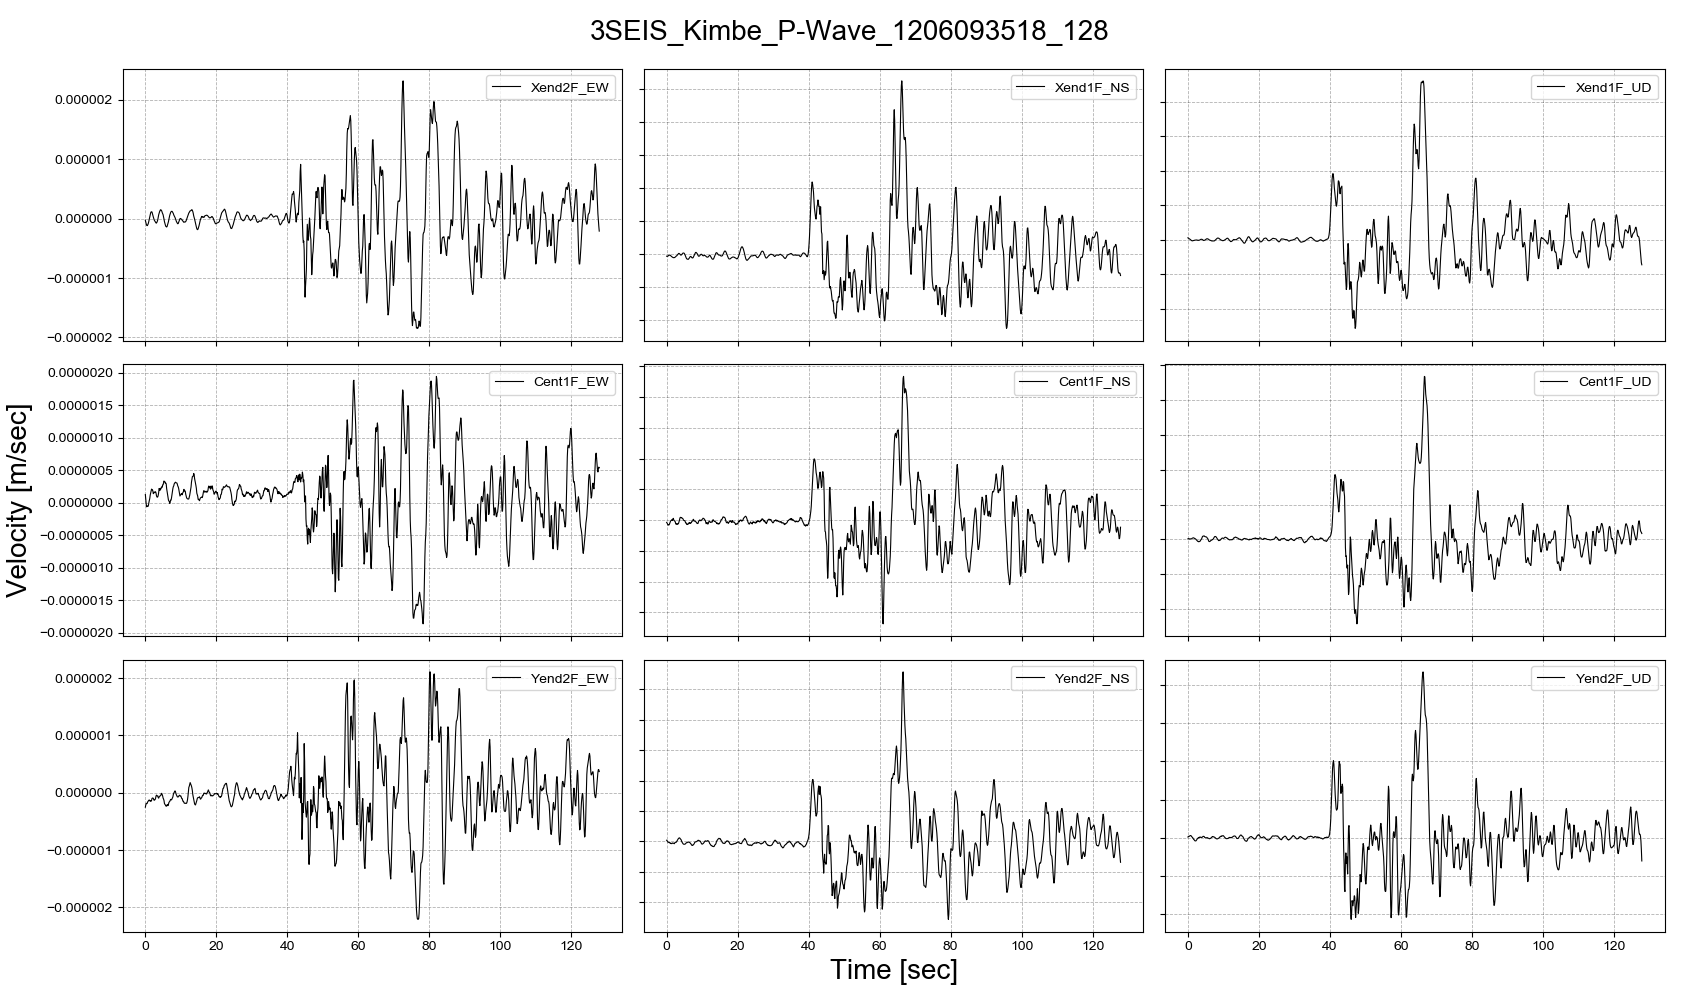 3SEIS_Kimbe_P-Wave_1206093518_128
Xend2F_EW
Xend1F_NS
Xend1F_UD
0.000002
0.000001
0.000000
−0.000001
−0.000002
Cent1F_EW
Cent1F_NS
Cent1F_UD
0.0000020
0.0000015
0.0000010
0.0000005
0.0000000
−0.0000005
−0.0000010
−0.0000015
−0.0000020
Velocity [m/sec]
Yend2F_EW
Yend2F_NS
Yend2F_UD
0.000002
0.000001
0.000000
−0.000001
−0.000002
0 20 40 60 80 100 120
0 20 40 60 80 100 120
0 20 40 60 80 100 120
Time [sec]